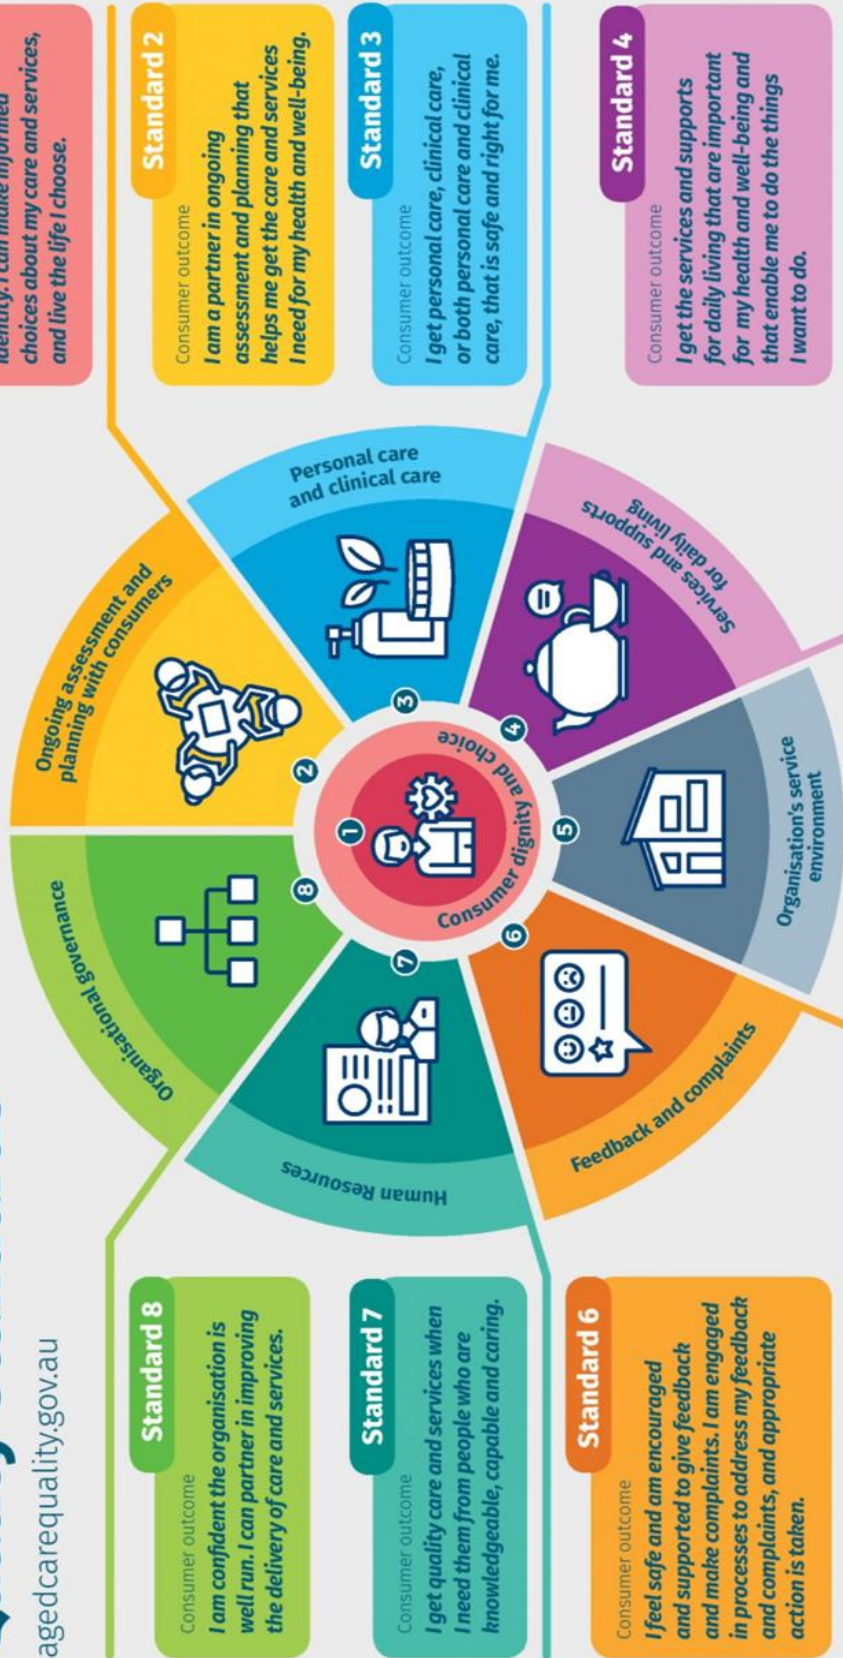 agedcarequality.gov.au
choices about my care and services,
and live the life I choose.
Standard 2
Consumer outcome
I am a partner in ongoing
assessment and planning that
helps me get the care and services
I need for my health and well-being.
Standard 3
Consumer outcome
I get personal care, clinical care,
or both personal care and clinical
care, that is safe and right for me.
Standard 4
Consumer outcome
I get the services and supports
for daily living that are important
for my health and well-being and
that enable me to do the things
I want to do.
Standard 8
Consumer outcome
I am confident the organisation is
well run. I can partner in improving
the delivery of care and services.
Standard 7
Consumer outcome
I get quality care and services when
I need them from people who are
knowledgeable, capable and caring.
Standard 6
Consumer outcome
I feel safe and am encouraged
and supported to give feedback
and make complaints. I am engaged
in processes to address my feedback
and complaints, and appropriate
action is taken.
1
Consumer dignity and choice
2
Ongoing assessment and
planning with consumers
3
Personal care
and clinical care
4
Services and supports
for daily living
5
Organisation's service
environment
6
Feedback and complaints
7
Human Resources
8
Organisational governance